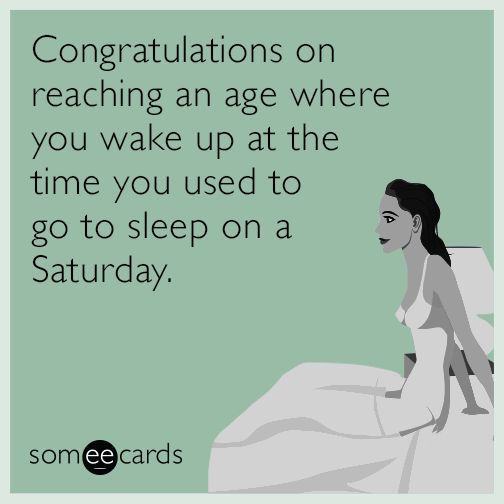 Congratulations on
reaching an age where
you wake up at the
time you used to
go to sleep on a
Saturday.
someecards